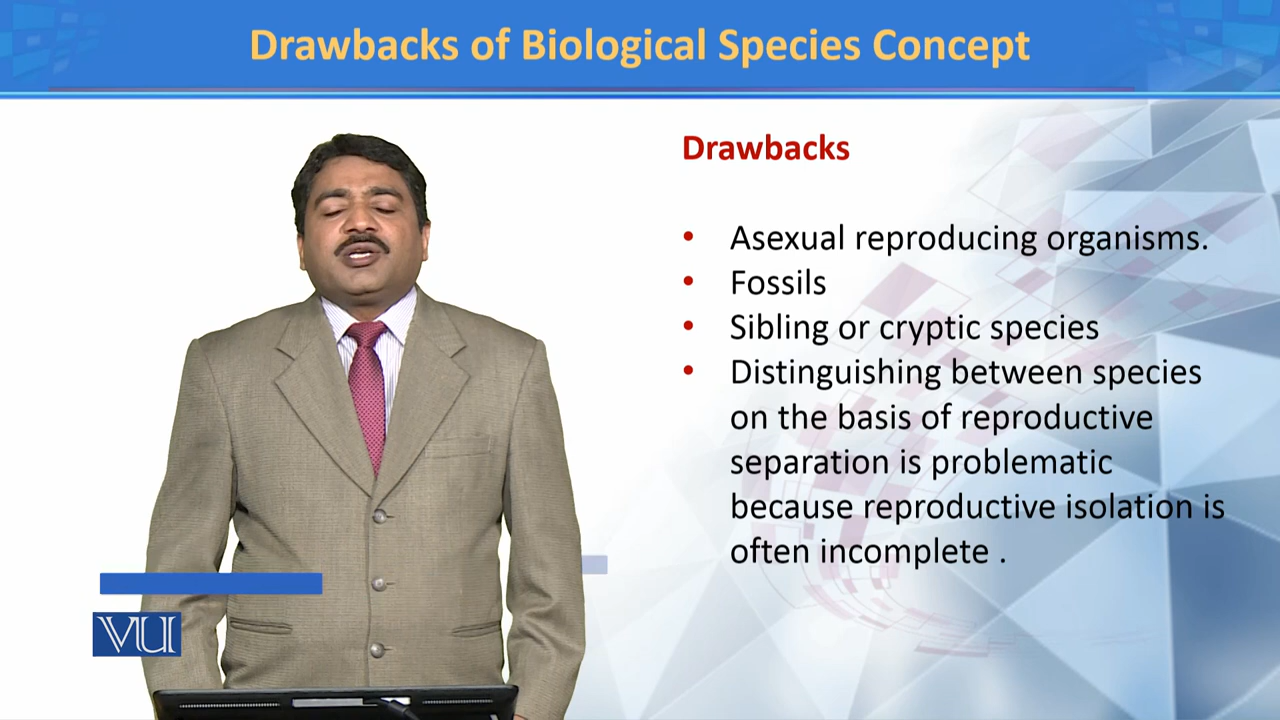 Drawbacks of Biological Species Concept
Drawbacks
• Asexual reproducing organisms.
• Fossils
• Sibling or cryptic species
• Distinguishing between species
on the basis of reproductive
separation is problematic
because reproductive isolation is
often incomplete .
VU